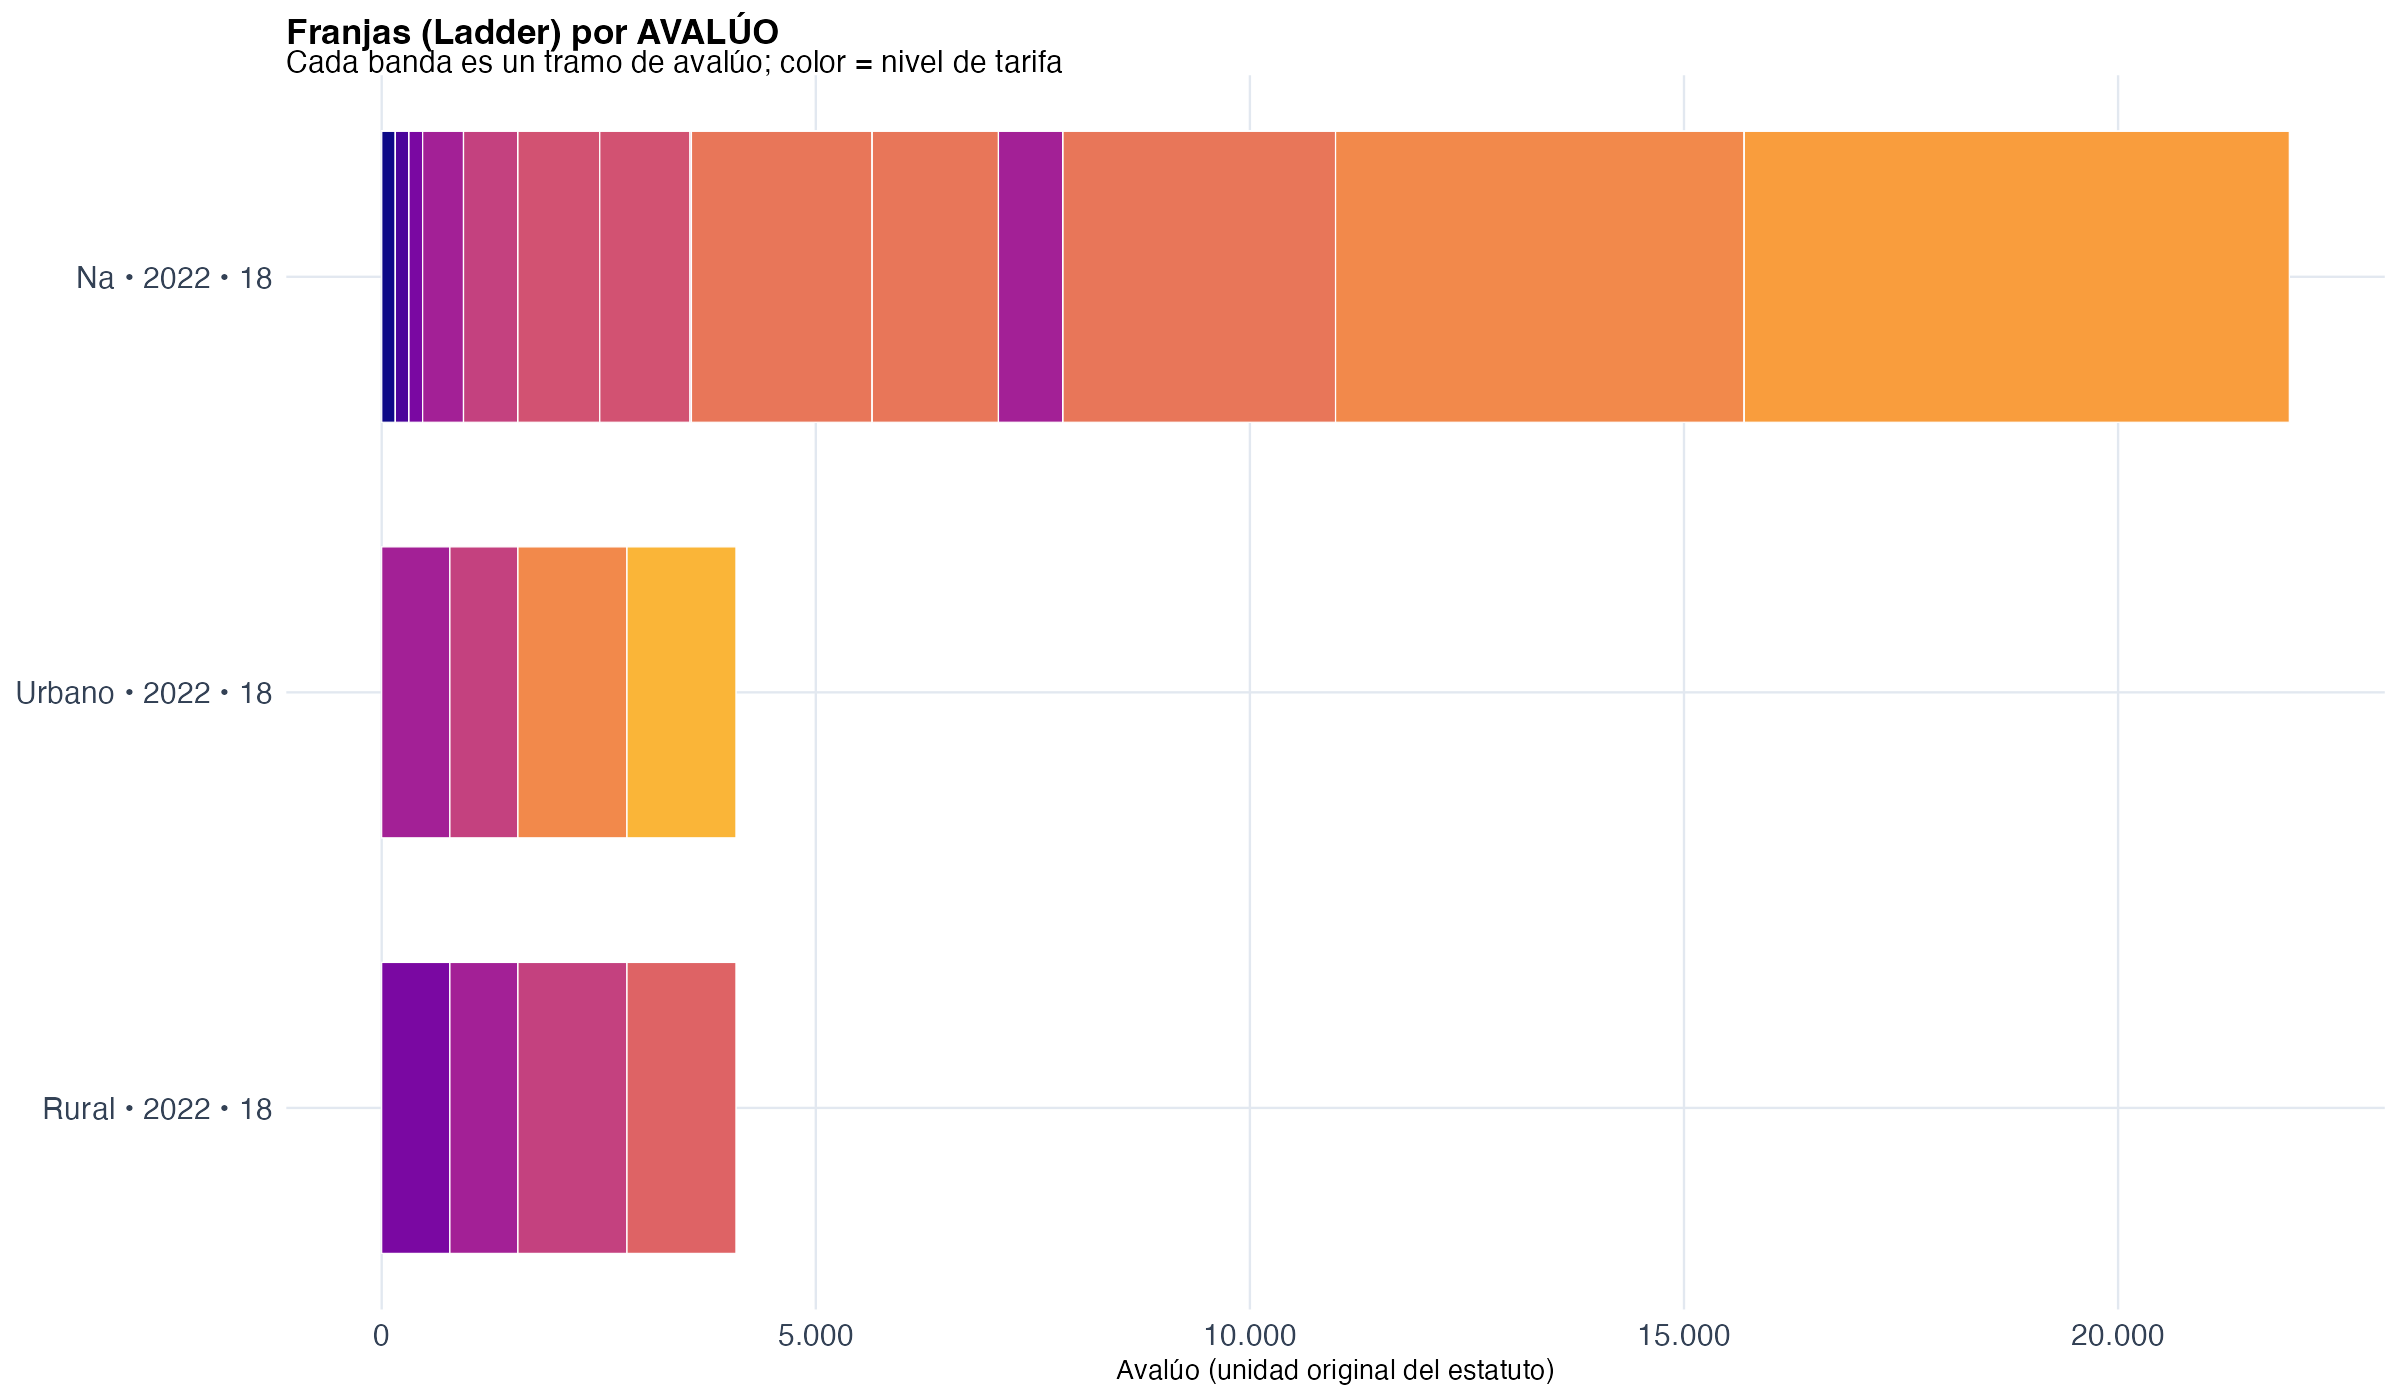 Franjas (Ladder) por AVALÚO
Cada banda es un tramo de avalúo; color = nivel de tarifa
Na • 2022 • 18
Urbano • 2022 • 18
Rural • 2022 • 18
0 5.000 10.000 15.000 20.000
Avalúo (unidad original del estatuto)